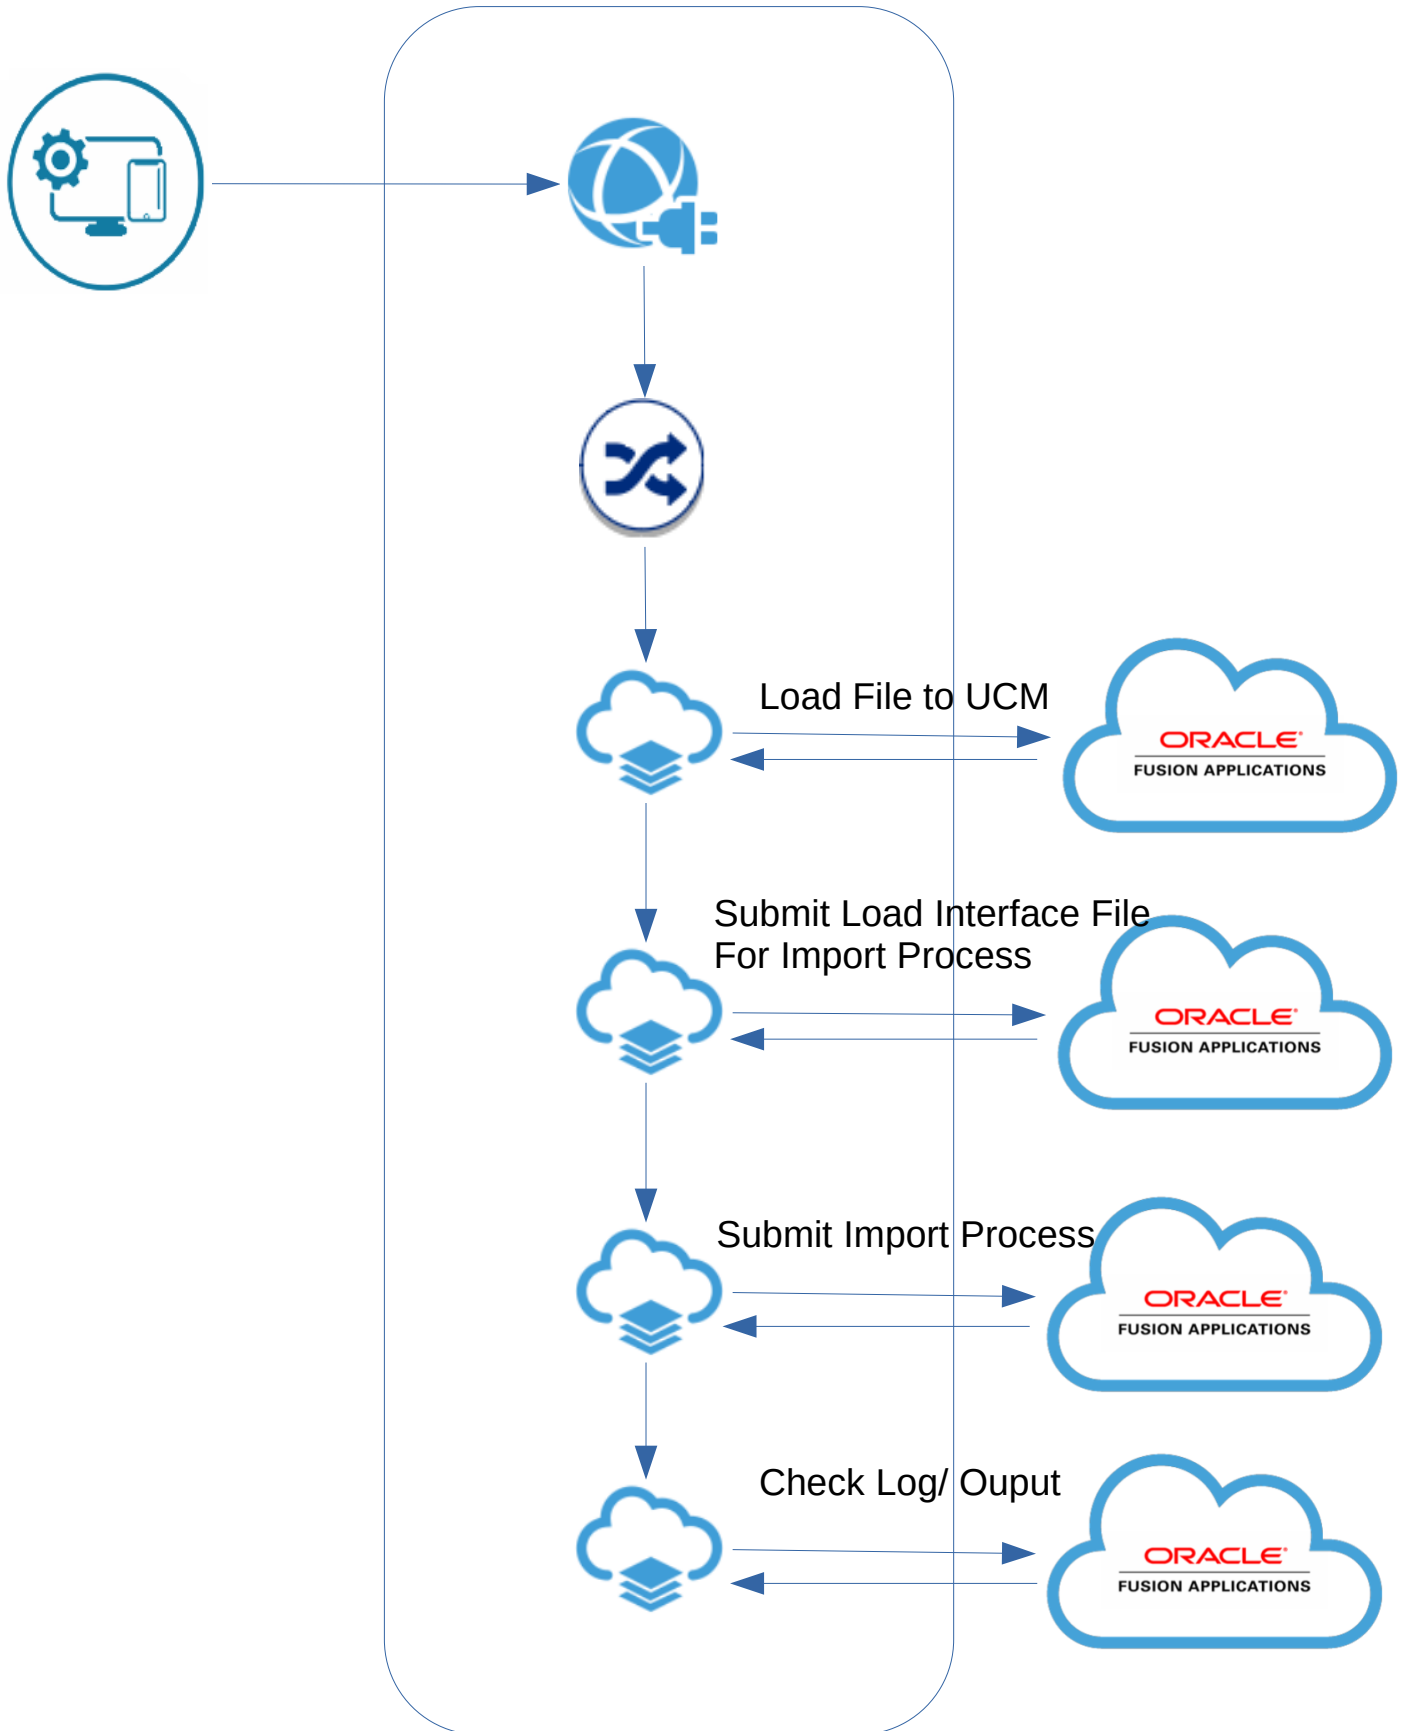 Load File to UCM
ORACLE
FUSION APPLICATIONS
Submit Load Interface File
For Import Process
ORACLE
FUSION APPLICATIONS
Submit Import Process
ORACLE
FUSION APPLICATIONS
Check Log/ Ouput
ORACLE
FUSION APPLICATIONS